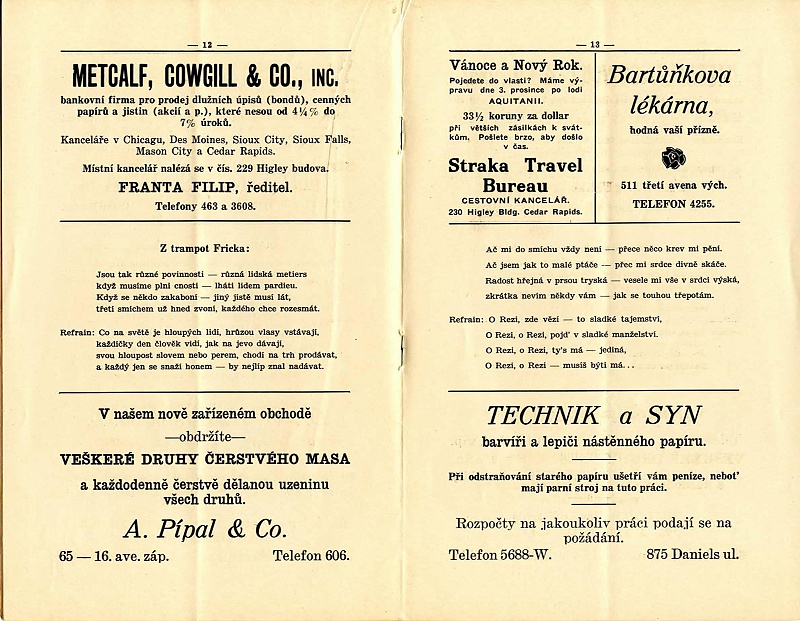 — 12 —
METCALF, COWGILL & CO., INC.
bankovní firma pro prodej dlužních úpisů (bondů), cenných
papírů a jistin (akcií a p.), které nesou od 4¼% do
7% úroků.
Kanceláře v Chicagu, Des Moines, Sioux City, Sioux Falls,
Mason City a Cedar Rapids.
Místní kancelář nalézá se v čís. 229 Higley budova.
FRANTA FILIP, ředitel.
Telefony 463 a 3608.
Z trampot Fricka:
Jsou tak různé povinnosti — různá lidská metiers
když musíme plni cnosti — lháti lidem pardieu.
Když se někdo zakaboní — jiný jistě musí lát,
třetí smíchem už hned zvoní, každého chce rozesmát.
Refrain: Co na světě je hloupých lidí, hrůzou vlasy vstávají,
každičký den člověk vidí, jak na jevo dávají,
svou hloupost slovem nebo perem, chodí na trh prodávat,
a každý jen se snaží honem — by nejlíp znal nadávat.
V našem nově zařízeném obchodě
—obdržíte—
VEŠKERÉ DRUHY ČERSTVÉHO MASA
a každodenně čerstvě dělanou uzeninu
všech druhů.
A. Pípal & Co.
65 — 16. ave. záp. Telefon 606.
— 13 —
Vánoce a Nový Rok.
Pojedete do vlasti? Máme vý-
pravu dne 3. prosince po lodi
AQUITANII.
33½ koruny za dollar
při větších zásilkách k svát-
kům. Pošlete brzo, aby došlo
v čas.
Straka Travel
Bureau
CESTOVNÍ KANCELÁŘ.
230 Higley Bldg. Cedar Rapids.
Bartůňkova
lékárna,
hodná vaší přízně.
511 třetí avena vých.
TELEFON 4255.
Ač mi do smíchu vždy není — přece něco krev mi pění.
Ač jsem jak to malé ptáče — přec mi srdce divně skáče.
Radost hřejná v prsou tryská — vesele mi vše v srdci výská,
zkrátka nevím někdy vám — jak se touhou třepotám.
Refrain: O Rezi, zde vězí — to sladké tajemství,
O Rezi, o Rezi, pojď v sladké manželství.
O Rezi, o Rezi, ty's má — jediná,
O Rezi, o Rezi — musíš býti má...
TECHNIK a SYN
barvíři a lepiči nástěnného papíru.
Při odstraňování starého papíru ušetří vám peníze, neboť
mají parní stroj na tuto práci.
Rozpočty na jakoukoliv práci podají se na
požádání.
Telefon 5688-W. 875 Daniels ul.